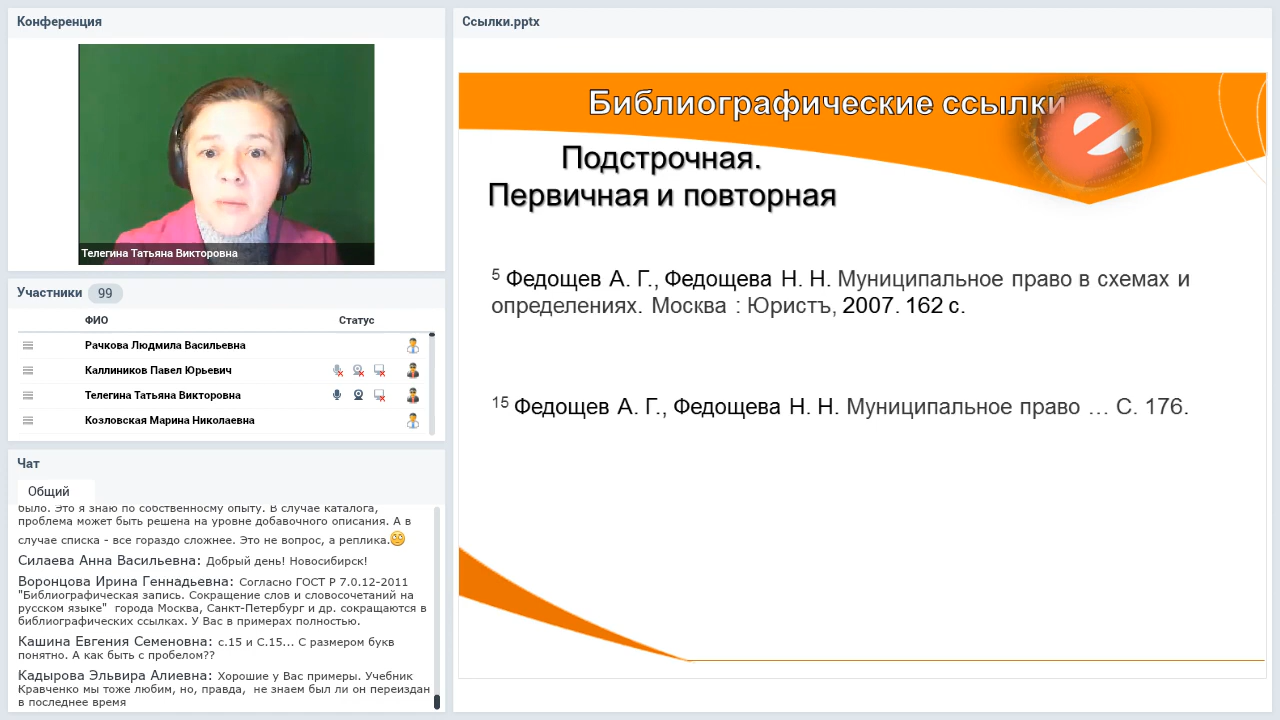 Конференция
Телегина Татьяна Викторовна
Участники 99
ФИО Статус
Рачкова Людмила Васильевна
Каллиников Павел Юрьевич
Телегина Татьяна Викторовна
Козловская Марина Николаевна
Чат
Общий
было. Это я знаю по собственсму опыту. В случае каталога,
проблема может быть решена на уровне добавочного описания. А в
случае списка - все гораздо сложнее. Это не вопрос, а реплика.
Силаева Анна Васильевна: Добрый день! Новосибирск!
Воронцова Ирина Геннадьевна: Согласно ГОСТ Р 7.0.12-2011
"Библиографическая запись. Сокращение слов и словосочетаний на
русском языке" города Москва, Санкт-Петербург и др. сокращаются в
библиографических ссылках. У Вас в примерах полностью.
Кашина Евгения Семеновна: с.15 и С.15... С размером букв
понятно. А как быть с пробелом??
Кадырова Эльвира Алиевна: Хорошие у Вас примеры. Учебник
Кравченко мы тоже любим, но, правда, не знаем был ли он переиздан
в последнее время
Ссылки.pptx
Библиографические ссылки
Подстрочная.
Первичная и повторная
5 Федощев А. Г., Федощева Н. Н. Муниципальное право в схемах и
определениях. Москва : Юристъ, 2007. 162 с.
15 Федощев А. Г., Федощева Н. Н. Муниципальное право … С. 176.